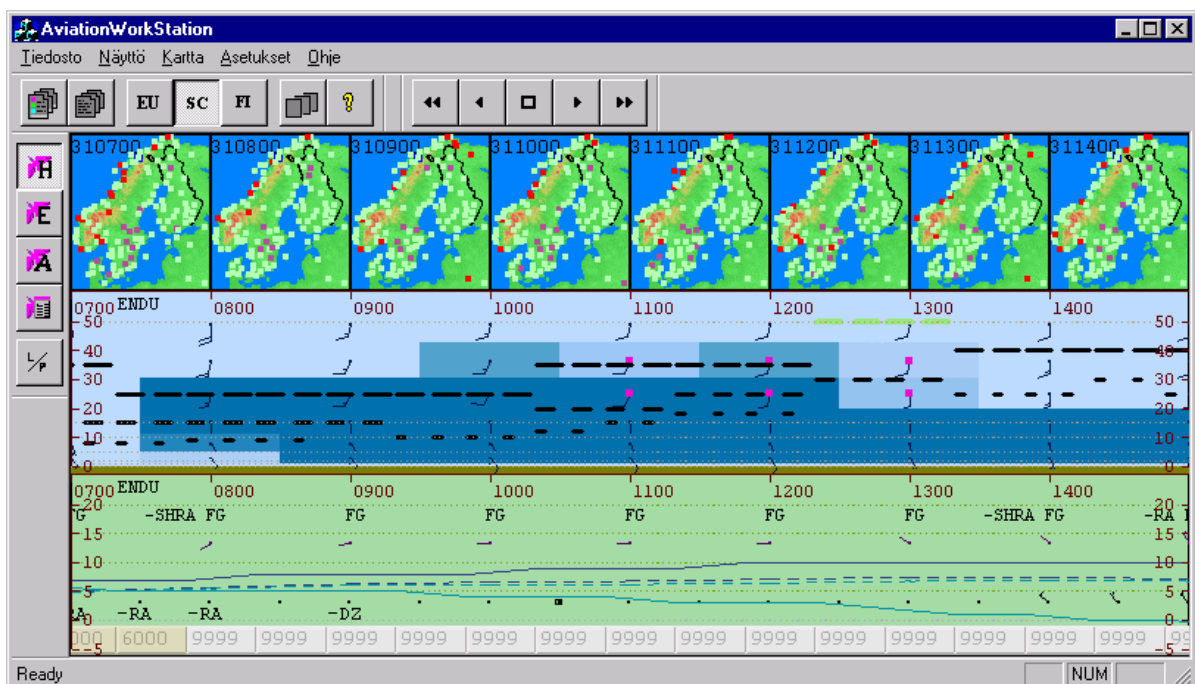 AviationWorkStation
Tiedosto Näyttö Kartta Asetukset Ohje
EU SC FI ?
H
E
A
L/P
310700 310800 310900 311000 311100 311200 311300 311400
0700 ENDU 0800 0900 1000 1100 1200 1300 1400
50 50
40 40
30 30
20 20
10 10
0 0
0700 ENDU 0800 0900 1000 1100 1200 1300 1400
20 20
FG -SHRA FG FG FG FG FG FG -SHRA FG -RA
15 15
10 10
5 5
RA -RA -RA -DZ
0 0
000 6000 9999 9999 9999 9999 9999 9999 9999 9999 9999 9999 9999 9999 9999 9999 99
-5 -5
Ready NUM